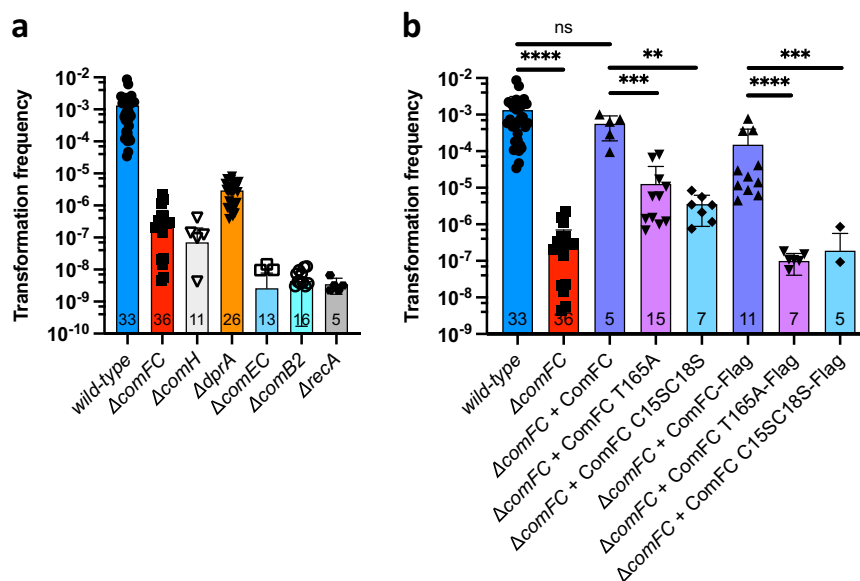 a
Transformation frequency
10-2
10-3
10-4
10-5
10-6
10-7
10-8
10-9
10-10
33
36
11
26
13
16
5
wild-type
ΔcomFC
ΔcomH
ΔdprA
ΔcomEC
ΔcomB2
ΔrecA
b
ns
****
**
***
***
****
Transformation frequency
10-2
10-3
10-4
10-5
10-6
10-7
10-8
10-9
33
36
5
15
7
11
7
5
wild-type
ΔcomFC
ΔcomFC + ComFC
ΔcomFC + ComFC T165A
ΔcomFC + ComFC C15SC18S
ΔcomFC + ComFC-Flag
ΔcomFC + ComFC T165A-Flag
ΔcomFC + ComFC C15SC18S-Flag